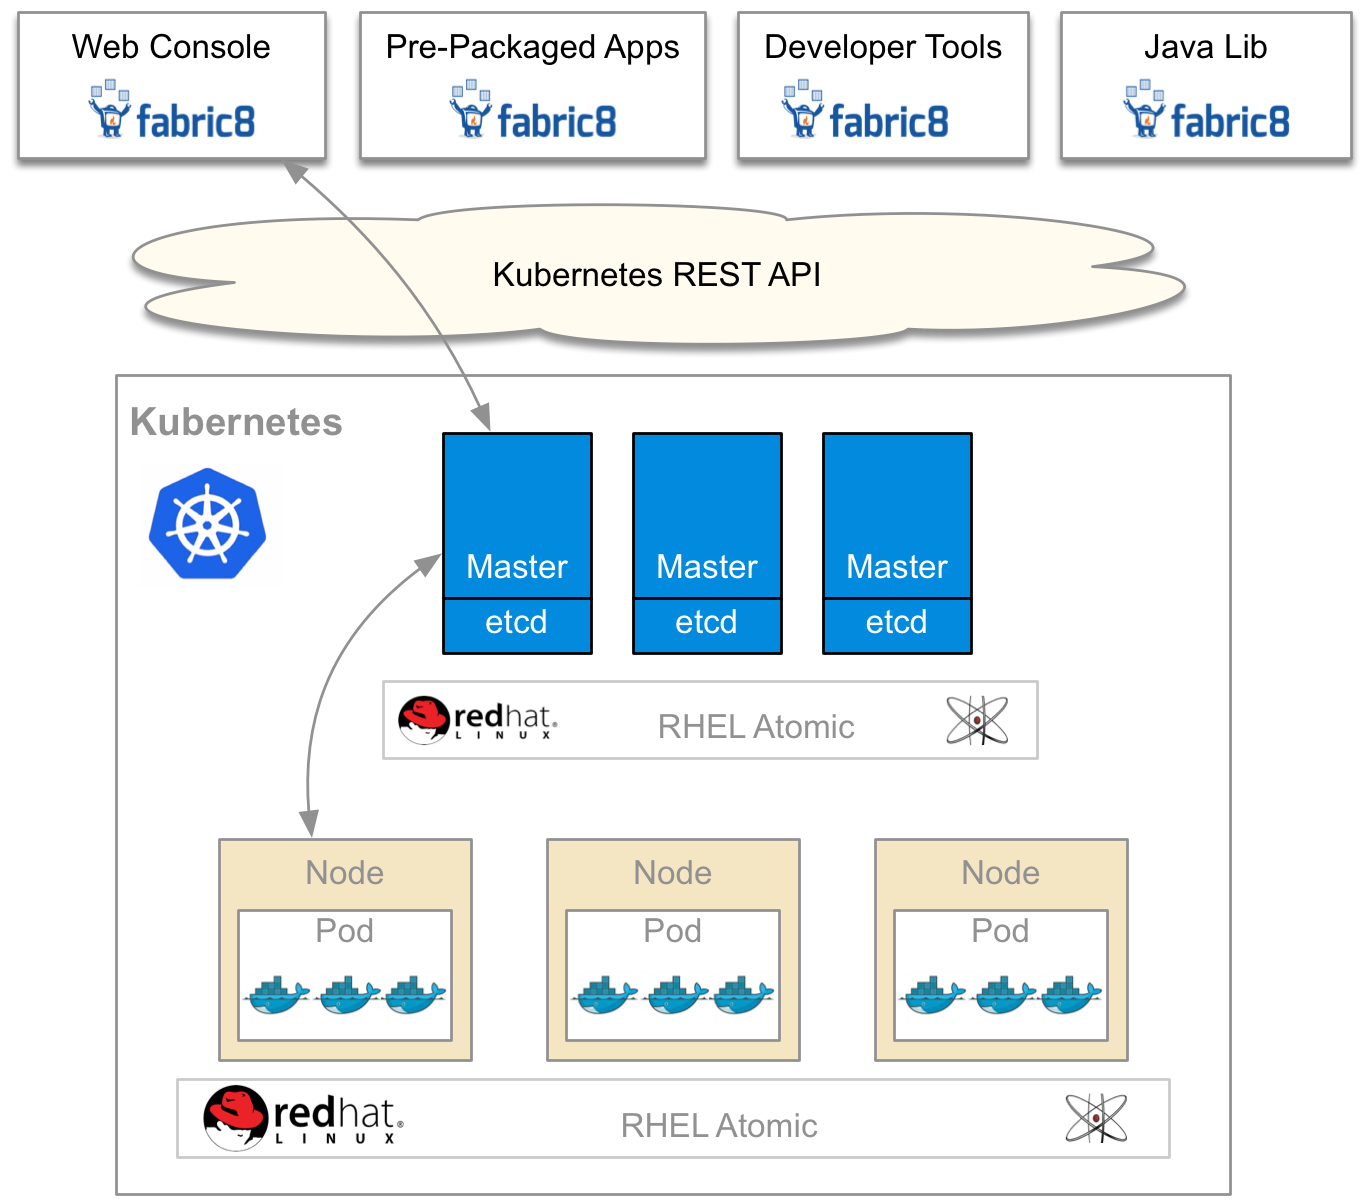 Web Console
fabric8
Pre-Packaged Apps
fabric8
Developer Tools
fabric8
Java Lib
fabric8
Kubernetes REST API
Kubernetes
Master
etcd
Master
etcd
Master
etcd
redhat®
LINUX
RHEL Atomic
Node
Pod
Node
Pod
Node
Pod
redhat®
LINUX
RHEL Atomic